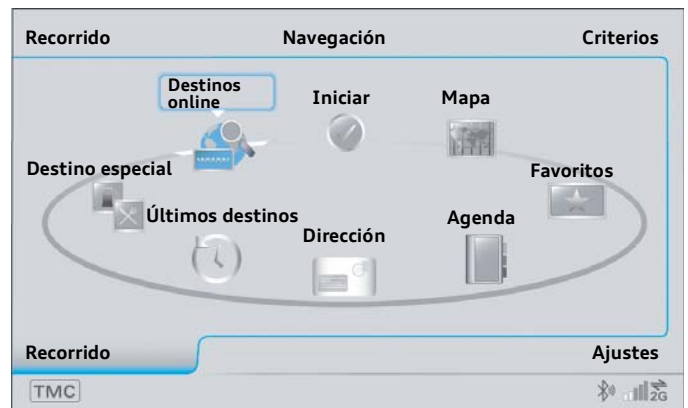 Recorrido
Navegación
Criterios
Destinos
online
Iniciar
Mapa
Destino especial
Favoritos
Últimos destinos
Dirección
Agenda
Recorrido
Ajustes
TMC
2G